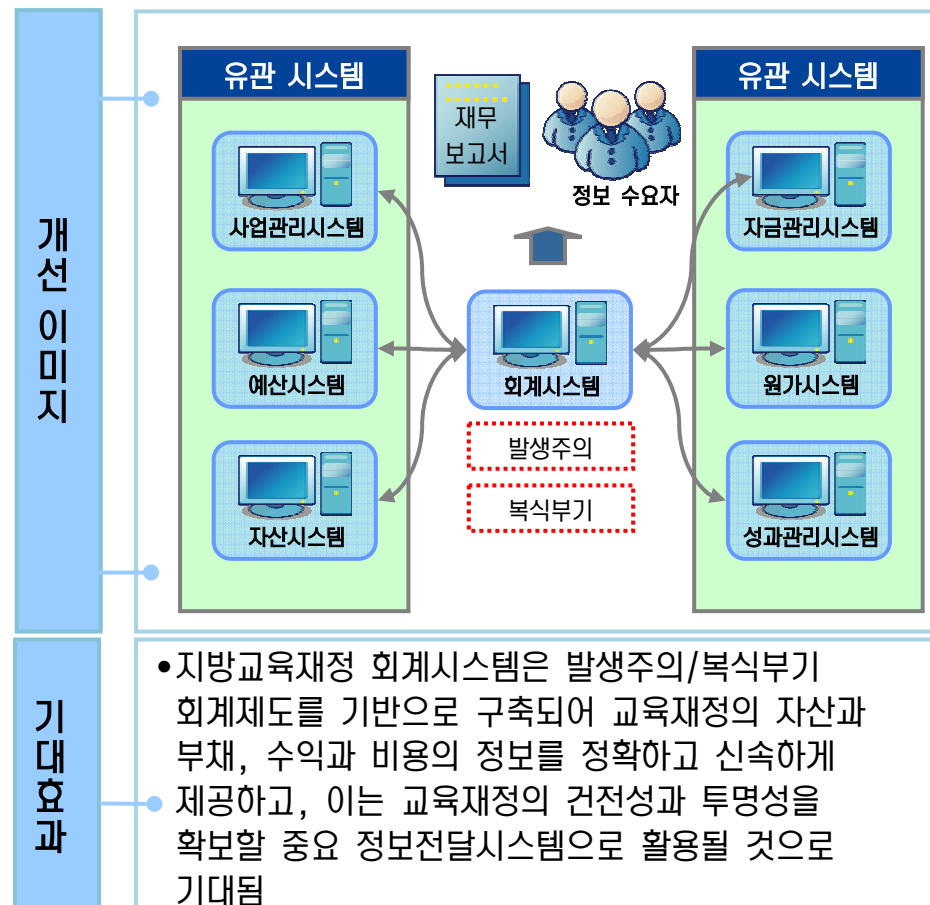 개선 이미지
유관 시스템
사업관리시스템
예산시스템
자산시스템
재무
보고서
정보 수요자
회계시스템
발생주의
복식부기
유관 시스템
자금관리시스템
원가시스템
성과관리시스템
기대효과
•지방교육재정 회계시스템은 발생주의/복식부기
회계제도를 기반으로 구축되어 교육재정의 자산과
부채, 수익과 비용의 정보를 정확하고 신속하게
제공하고, 이는 교육재정의 건전성과 투명성을
확보할 중요 정보전달시스템으로 활용될 것으로
기대됨